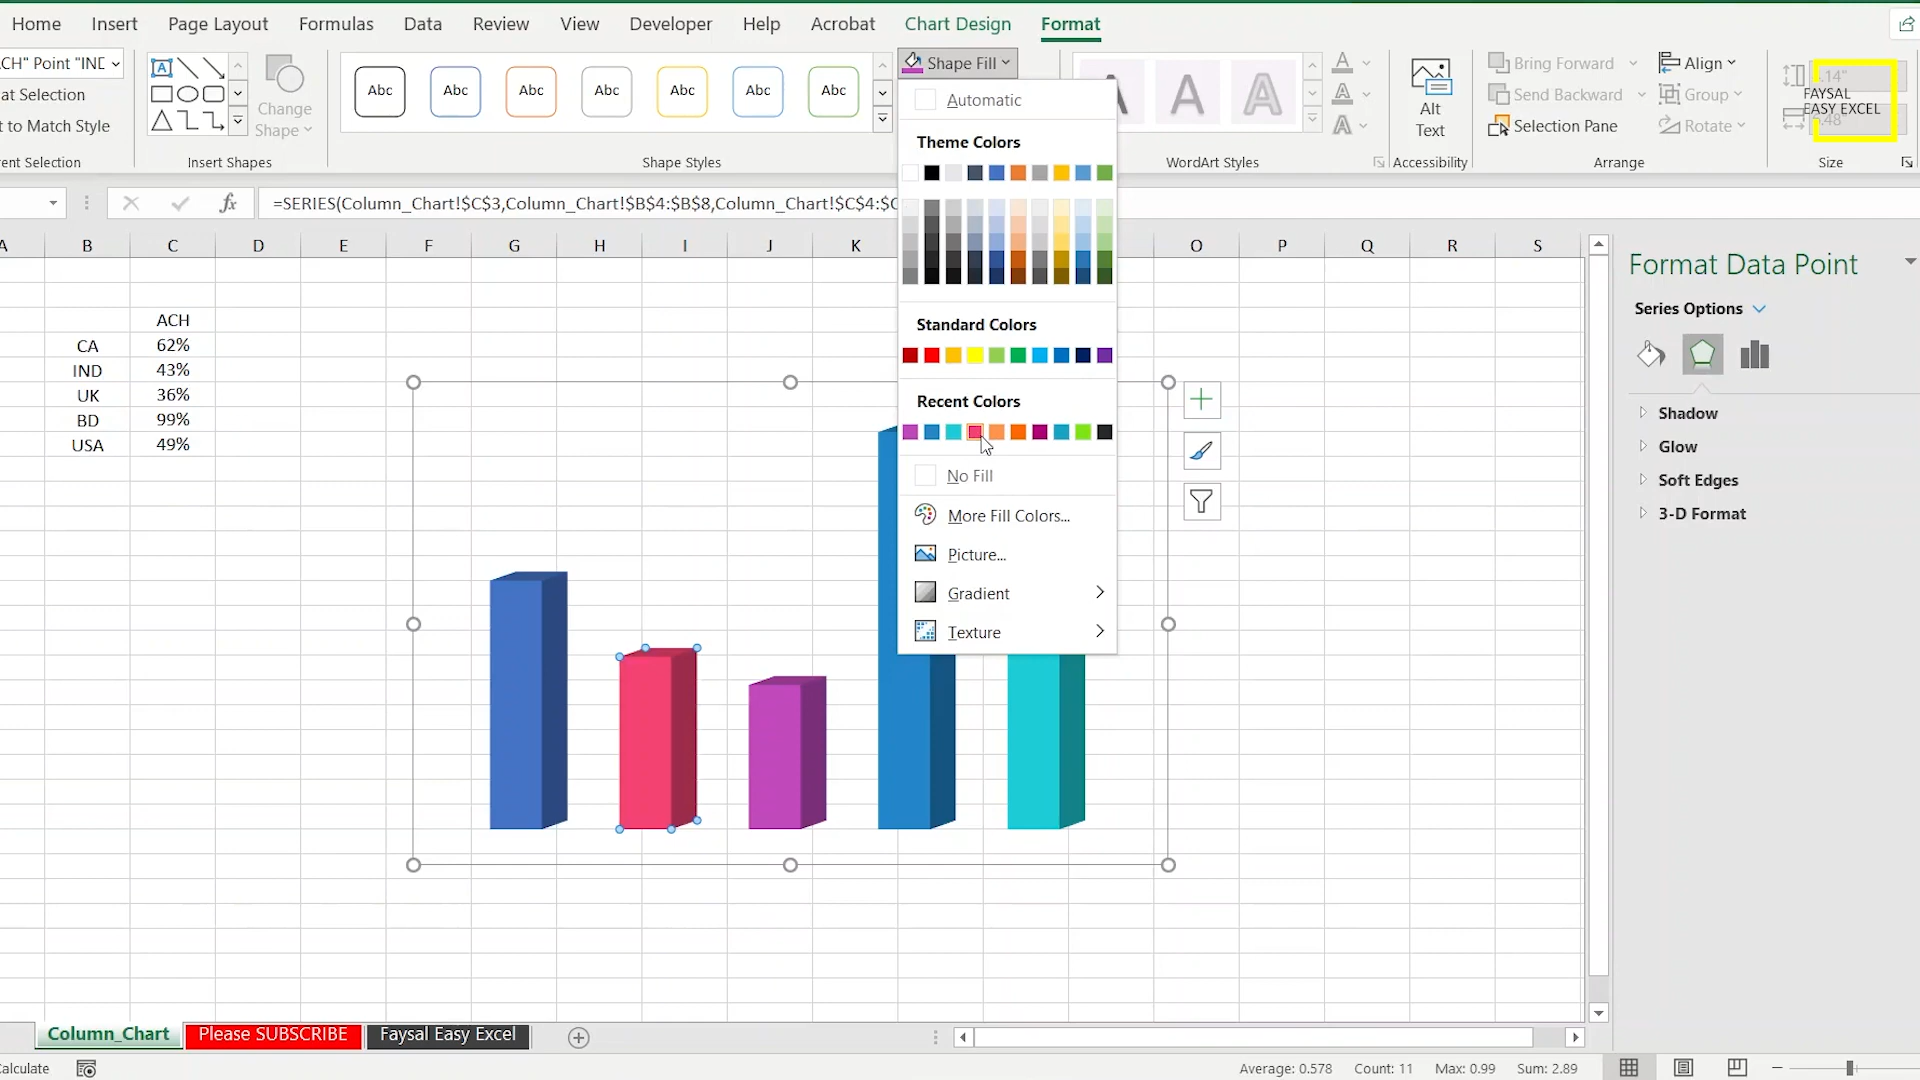 Home Insert Page Layout Formulas Data Review View Developer Help Acrobat Chart Design Format
CH" Point "IND
at Selection
t to Match Style
ent Selection
Change
Shape
Insert Shapes
Abc Abc Abc Abc Abc Abc Abc
Shape Styles
Shape Fill
WordArt Styles
Alt
Text
Accessibility
Bring Forward
Send Backward
Selection Pane
Align
Group
Rotate
Arrange
FAYSAL
EASY EXCEL
Size
Automatic
Theme Colors
Standard Colors
Recent Colors
No Fill
More Fill Colors...
Picture...
Gradient
Texture
fx =SERIES(Column_Chart!$C$3,Column_Chart!$B$4:$B$8,Column_Chart!$C$4:$C
A B C D E F G H I J K O P Q R S
ACH
CA 62%
IND 43%
UK 36%
BD 99%
USA 49%
Format Data Point
Series Options
Shadow
Glow
Soft Edges
3-D Format
Column_Chart Please SUBSCRIBE Faysal Easy Excel
alculate
Average: 0.578 Count: 11 Max: 0.99 Sum: 2.89